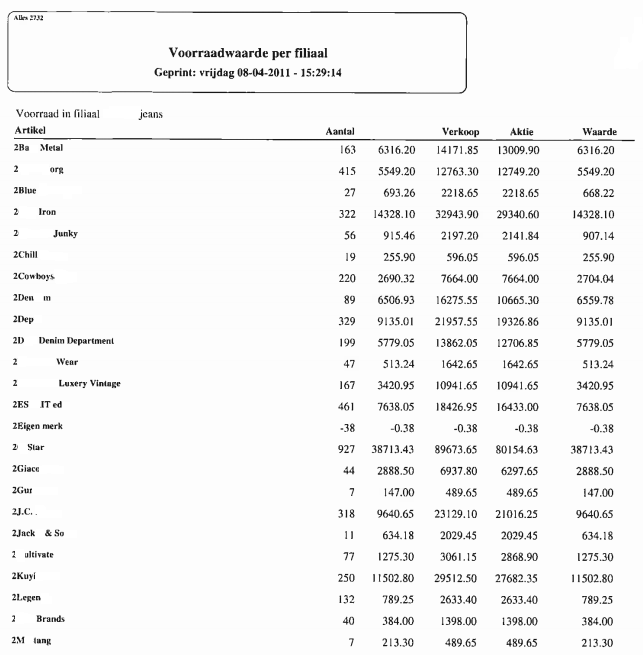 Alles 2732
Voorraadwaarde per filiaal
Geprint: vrijdag 08-04-2011 - 15:29:14
Voorraad in filiaal jeans
Artikel Aantal Verkoop Aktie Waarde
2Ba Metal 163 6316.20 14171.85 13009.90 6316.20
2 org 415 5549.20 12763.30 12749.20 5549.20
2Blue 27 693.26 2218.65 2218.65 668.22
2 Iron 322 14328.10 32943.90 29340.60 14328.10
2 Junky 56 915.46 2197.20 2141.84 907.14
2Chill 19 255.90 596.05 596.05 255.90
2Cowboys 220 2690.32 7664.00 7664.00 2704.04
2Den m 89 6506.93 16275.55 10665.30 6559.78
2Dep 329 9135.01 21957.55 19326.86 9135.01
2D Denim Department 199 5779.05 13862.05 12706.85 5779.05
2 Wear 47 513.24 1642.65 1642.65 513.24
2 Luxery Vintage 167 3420.95 10941.65 10941.65 3420.95
2ES IT ed 461 7638.05 18426.95 16433.00 7638.05
2Eigen merk -38 -0.38 -0.38 -0.38 -0.38
2 Star 927 38713.43 89673.65 80154.63 38713.43
2Giacc 44 2888.50 6937.80 6297.65 2888.50
2Gur 7 147.00 489.65 489.65 147.00
2J.C. 318 9640.65 23129.10 21016.25 9640.65
2Jack & So 11 634.18 2029.45 2029.45 634.18
2 ultivate 77 1275.30 3061.15 2868.90 1275.30
2Kuyi 250 11502.80 29512.50 27682.35 11502.80
2Legen 132 789.25 2633.40 2633.40 789.25
2 Brands 40 384.00 1398.00 1398.00 384.00
2M tang 7 213.30 489.65 489.65 213.30